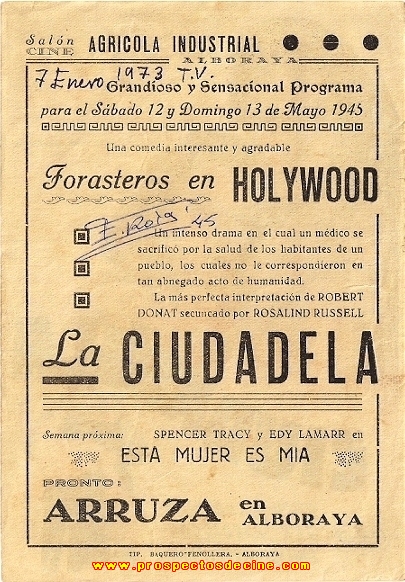 Salón
CINE AGRICOLA INDUSTRIAL
ALBORAYA
7 Enero 1973 T.V.
Grandioso y Sensacional Programa
para el Sábado 12 y Domingo 13 de Mayo 1945
Una comedia interesante y agradable
Forasteros en HOLYWOOD
E. Roig 45
Un intenso drama en el cual un médico se
sacrificó por la salud de los habitantes de un
pueblo, los cuales no le correspondieron en
tan abnegado acto de humanidad.
La más perfecta interpretación de ROBERT
DONAT secuncado por ROSALIND RUSSELL
La CIUDADELA
Semana próxima: SPENCER TRACY y EDY LAMARR en
ESTA MUJER ES MIA
PRONTO:
ARRUZA en
ALBORAYA
TIP. BAQUERO-FENOLLERA. - ALBORAYA
www.prospectosdecine.com